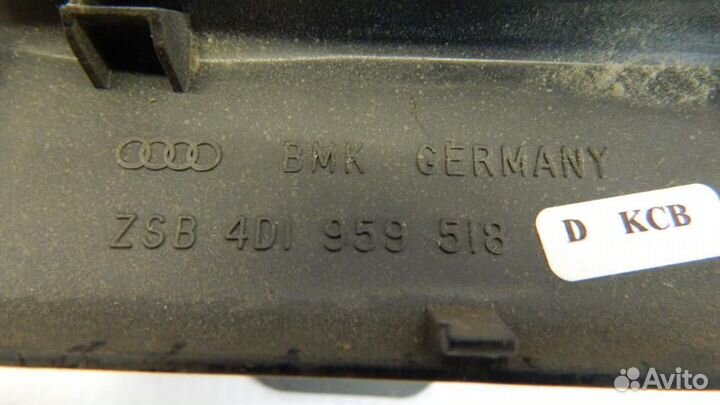 BMK GERMANY
ZSB 4D1 959 518
D KCB
Avito